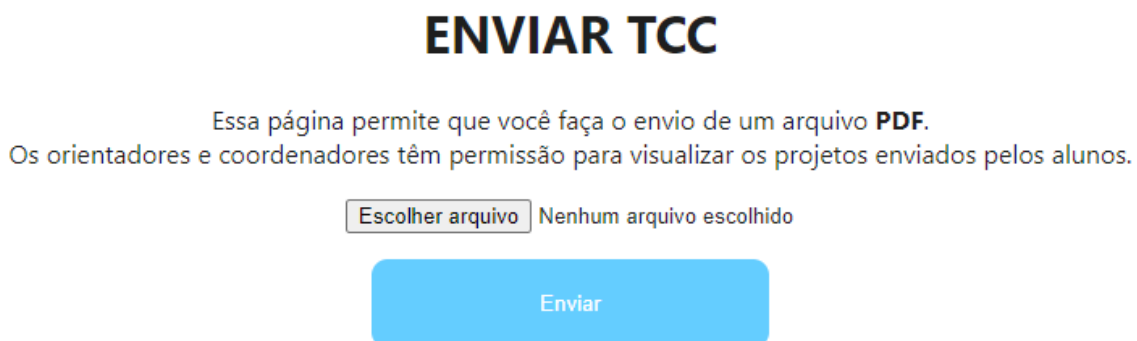 ENVIAR TCC
Essa página permite que você faça o envio de um arquivo PDF.
Os orientadores e coordenadores têm permissão para visualizar os projetos enviados pelos alunos.
Escolher arquivo Nenhum arquivo escolhido
Enviar